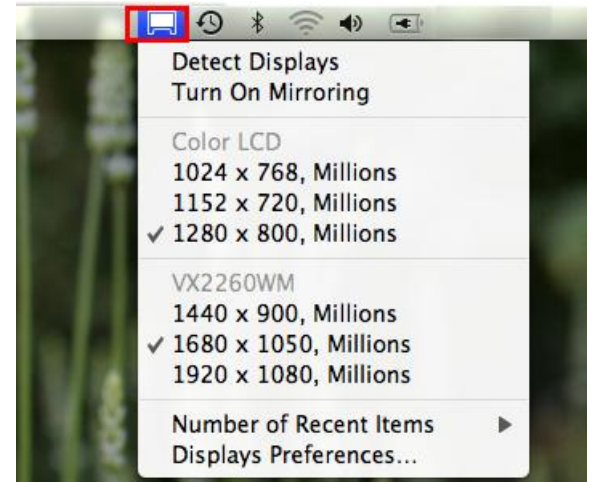 Detect Displays
Turn On Mirroring
Color LCD
1024 x 768, Millions
1152 x 720, Millions
✓ 1280 x 800, Millions
VX2260WM
1440 x 900, Millions
✓ 1680 x 1050, Millions
1920 x 1080, Millions
Number of Recent Items
Displays Preferences...